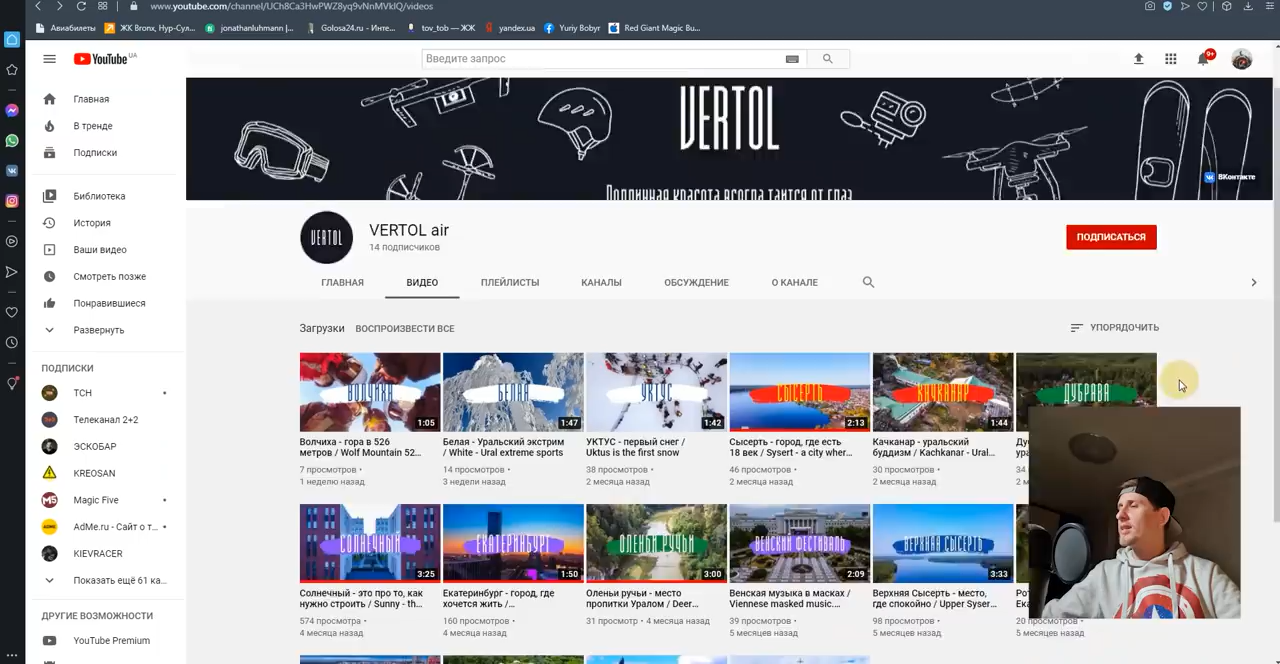 www.youtube.com/channel/UCh8Ca3HwPWZ8yq9vNnMVkIQ/videos
Авиабилеты
ЖК Bronx, Нур-Сул...
jonathanluhmann |...
Golosa24.ru - Инте...
tov_tob — ЖЖ
yandex.ua
Yuriy Bobyr
Red Giant Magic Bu...
YouTube UA
Введите запрос
9+
Главная
В тренде
Подписки
Библиотека
История
Ваши видео
Смотреть позже
Понравившиеся
Развернуть
ПОДПИСКИ
ТСН
Телеканал 2+2
ЭСКОБАР
KREOSAN
Magic Five
AdMe.ru - Сайт о т...
KIEVRACER
Показать ещё 61 ка...
ДРУГИЕ ВОЗМОЖНОСТИ
YouTube Premium
VERTOL
Подлинная красота всегда таится от глаз
ВКонтакте
VERTOL
VERTOL air
14 подписчиков
ПОДПИСАТЬСЯ
ГЛАВНАЯ
ВИДЕО
ПЛЕЙЛИСТЫ
КАНАЛЫ
ОБСУЖДЕНИЕ
О КАНАЛЕ
Загрузки
ВОСПРОИЗВЕСТИ ВСЕ
УПОРЯДОЧИТЬ
ВОЛЧИХА
1:05
Волчиха - гора в 526
метров / Wolf Mountain 52...
7 просмотров •
1 неделю назад
БЕЛАЯ
1:47
Белая - Уральский экстрим
/ White - Ural extreme sports
14 просмотров •
3 недели назад
УКТУС
1:42
УКТУС - первый снег /
Uktus is the first snow
38 просмотров •
2 месяца назад
СЫСЕРТЬ
2:13
Сысерть - город, где есть
18 век / Sysert - a city wher...
46 просмотров •
2 месяца назад
КАЧКАНАР
1:44
Качканар - уральский
буддизм / Kachkanar - Ural...
30 просмотров •
2 месяца назад
ДУБРАВА
Ду
ура
34
2 м
СОЛНЕЧНЫЙ
3:25
Солнечный - это про то, как
нужно строить / Sunny - th...
574 просмотра •
4 месяца назад
ЕКАТЕРИНБУРГ
1:50
Екатеринбург - город, где
хочется жить /...
160 просмотров •
4 месяца назад
ОЛЕНЬИ РУЧЬИ
3:00
Оленьи ручьи - место
пропитки Уралом / Deer...
31 просмотр • 4 месяца назад
ВЕНСКИЙ ФЕСТИВАЛЬ
2:09
Венская музыка в масках /
Viennese masked music...
39 просмотров •
5 месяцев назад
ВЕРХНЯЯ СЫСЕРТЬ
3:33
Верхняя Сысерть - место,
где спокойно / Upper Syser...
98 просмотров •
5 месяцев назад
Рот
Ека
20 просмотров •
5 месяцев назад